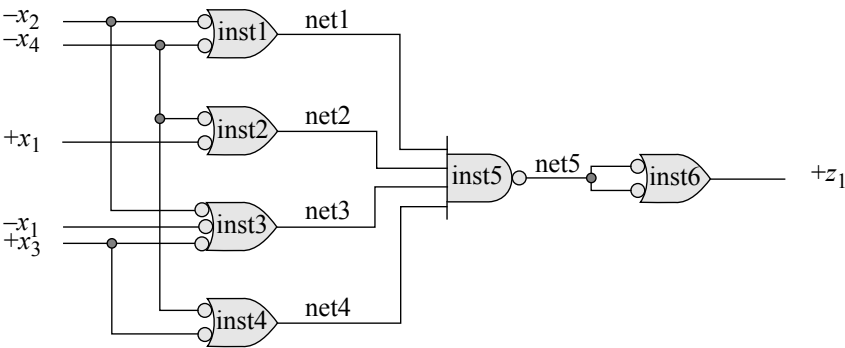 –x2
–x4
+x1
–x1
+x3
inst1
net1
inst2
net2
inst3
net3
inst4
net4
inst5
net5
inst6
+z1